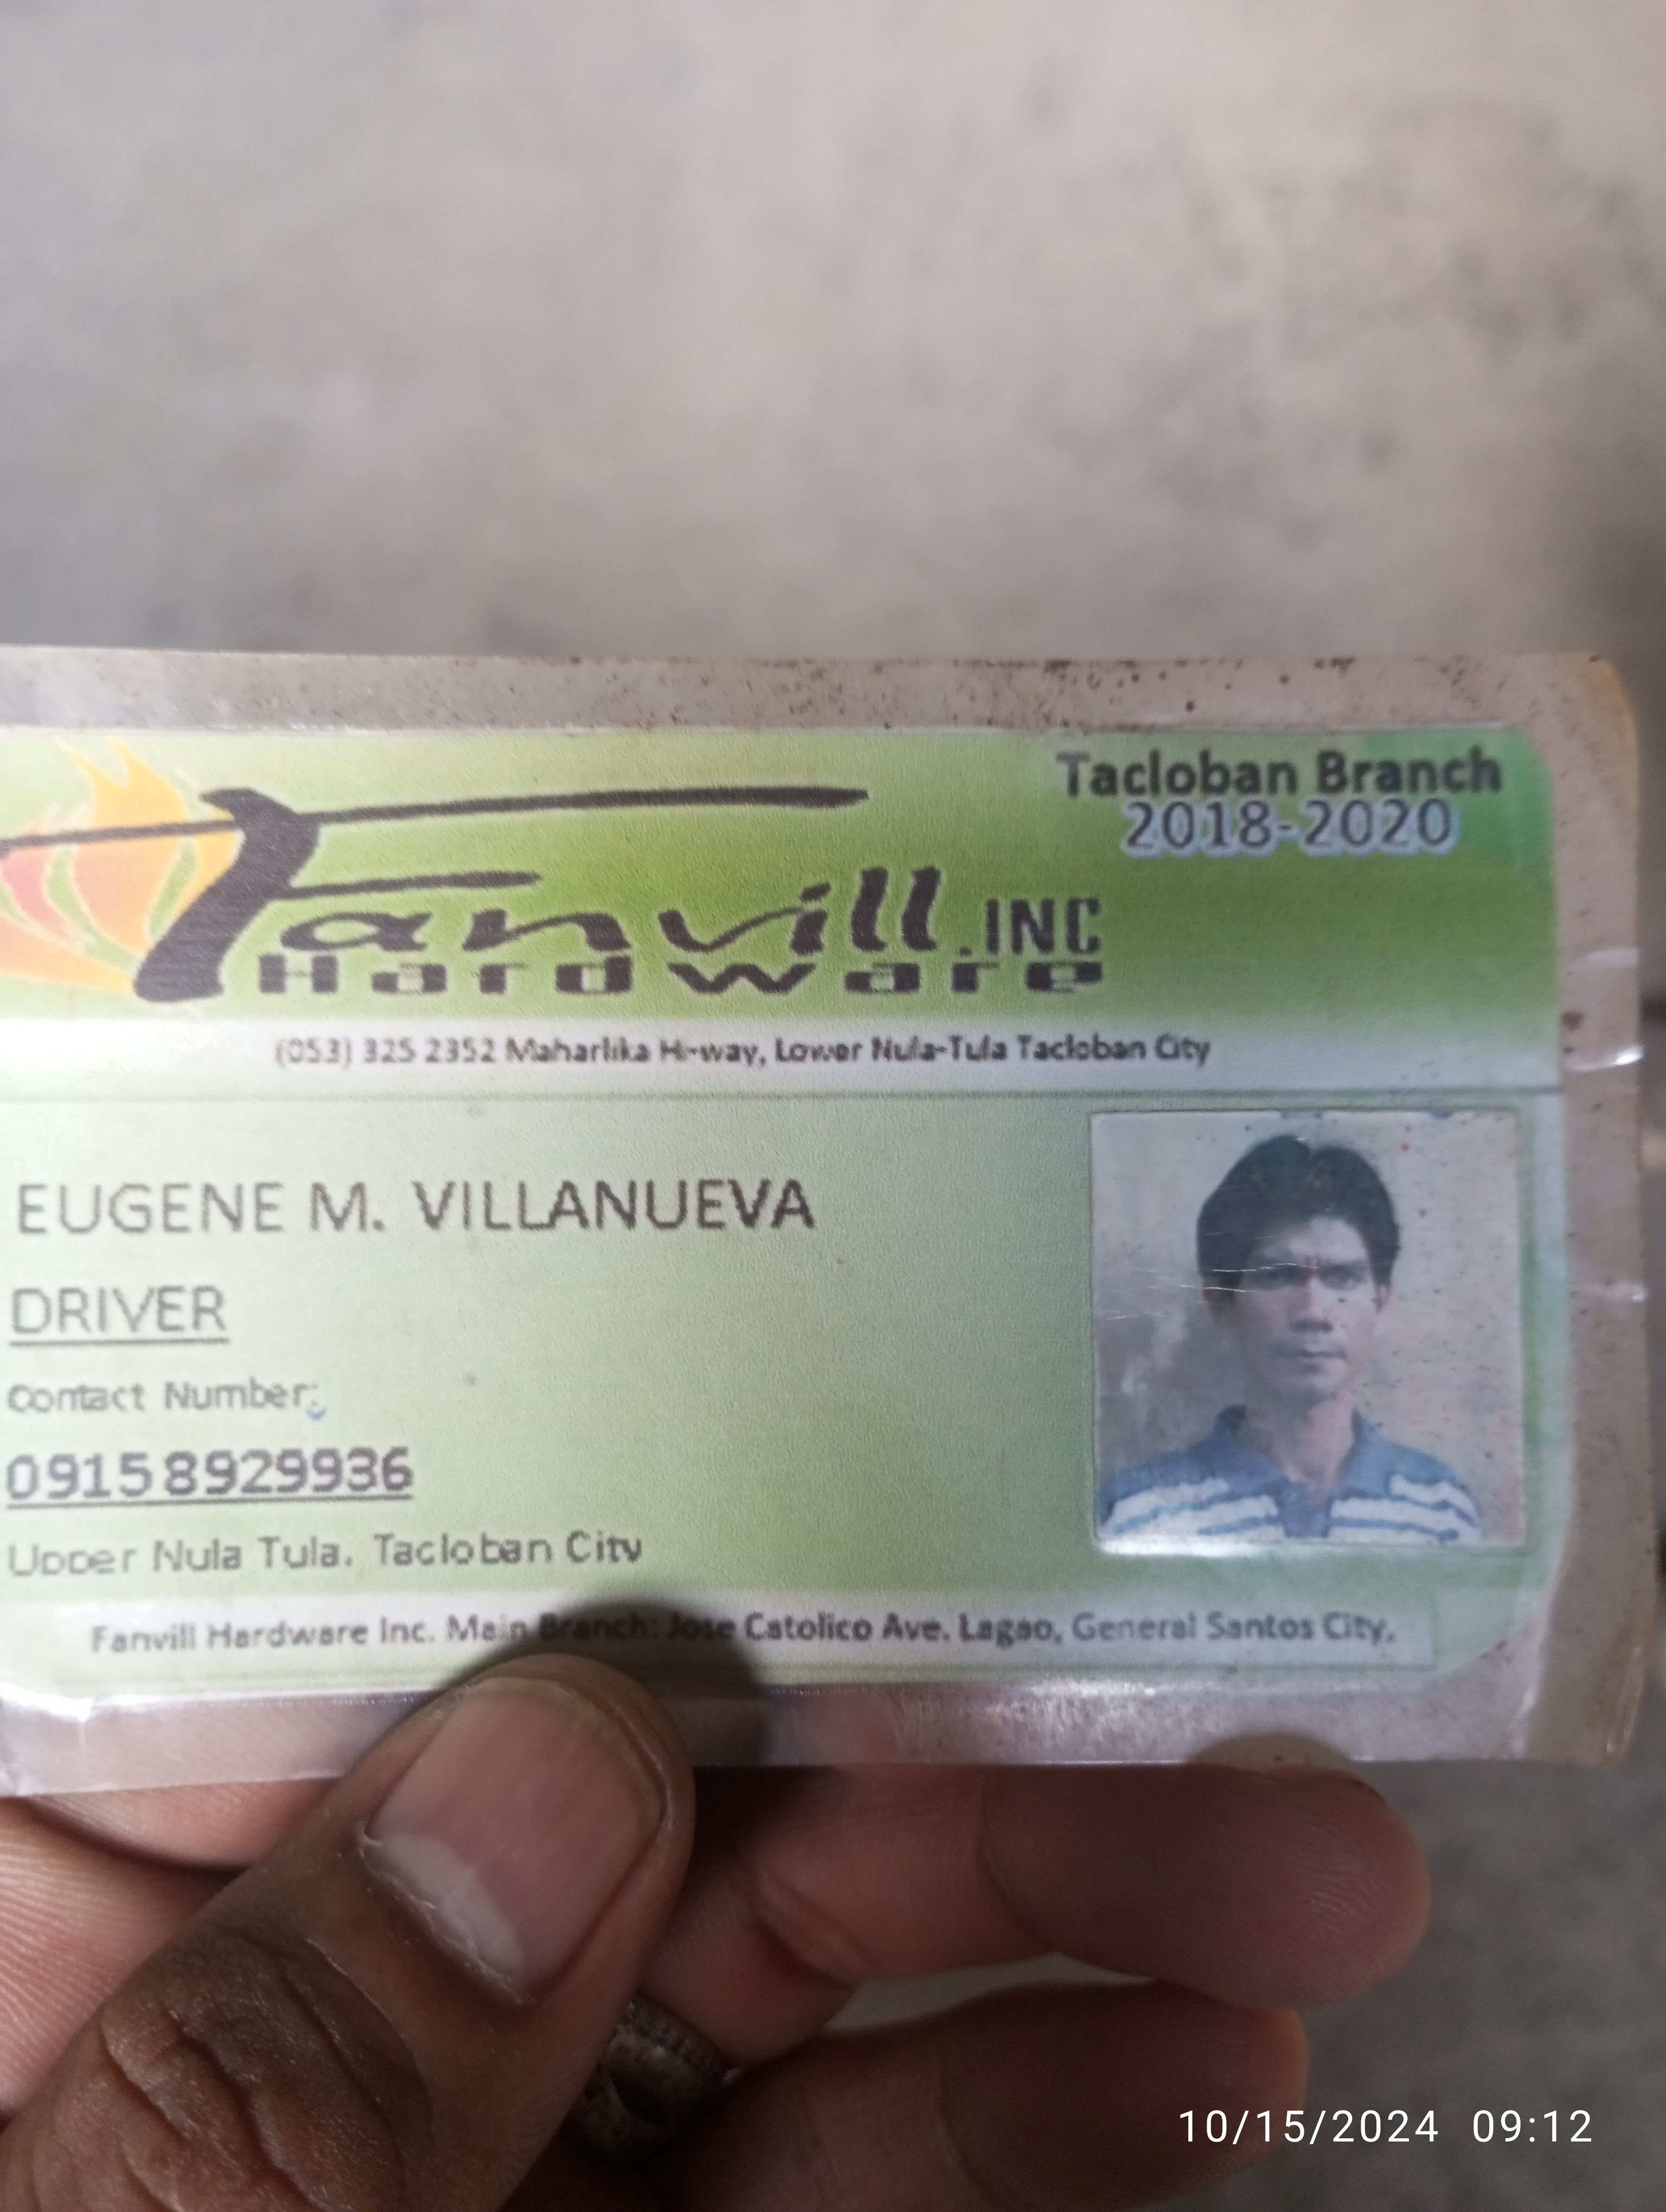 Tacloban Branch
2018-2020
Fanvill.INC
Hardware
(053) 325 2352 Maharlika Hi-way, Lower Nula-Tula Tacloban City
EUGENE M. VILLANUEVA
DRIVER
Contact Number:
09158929936
Upper Nula Tula. Tacloban City
Fanvill Hardware Inc. Main Branch: Jose Catolico Ave. Lagao, General Santos City.
10/15/2024 09:12